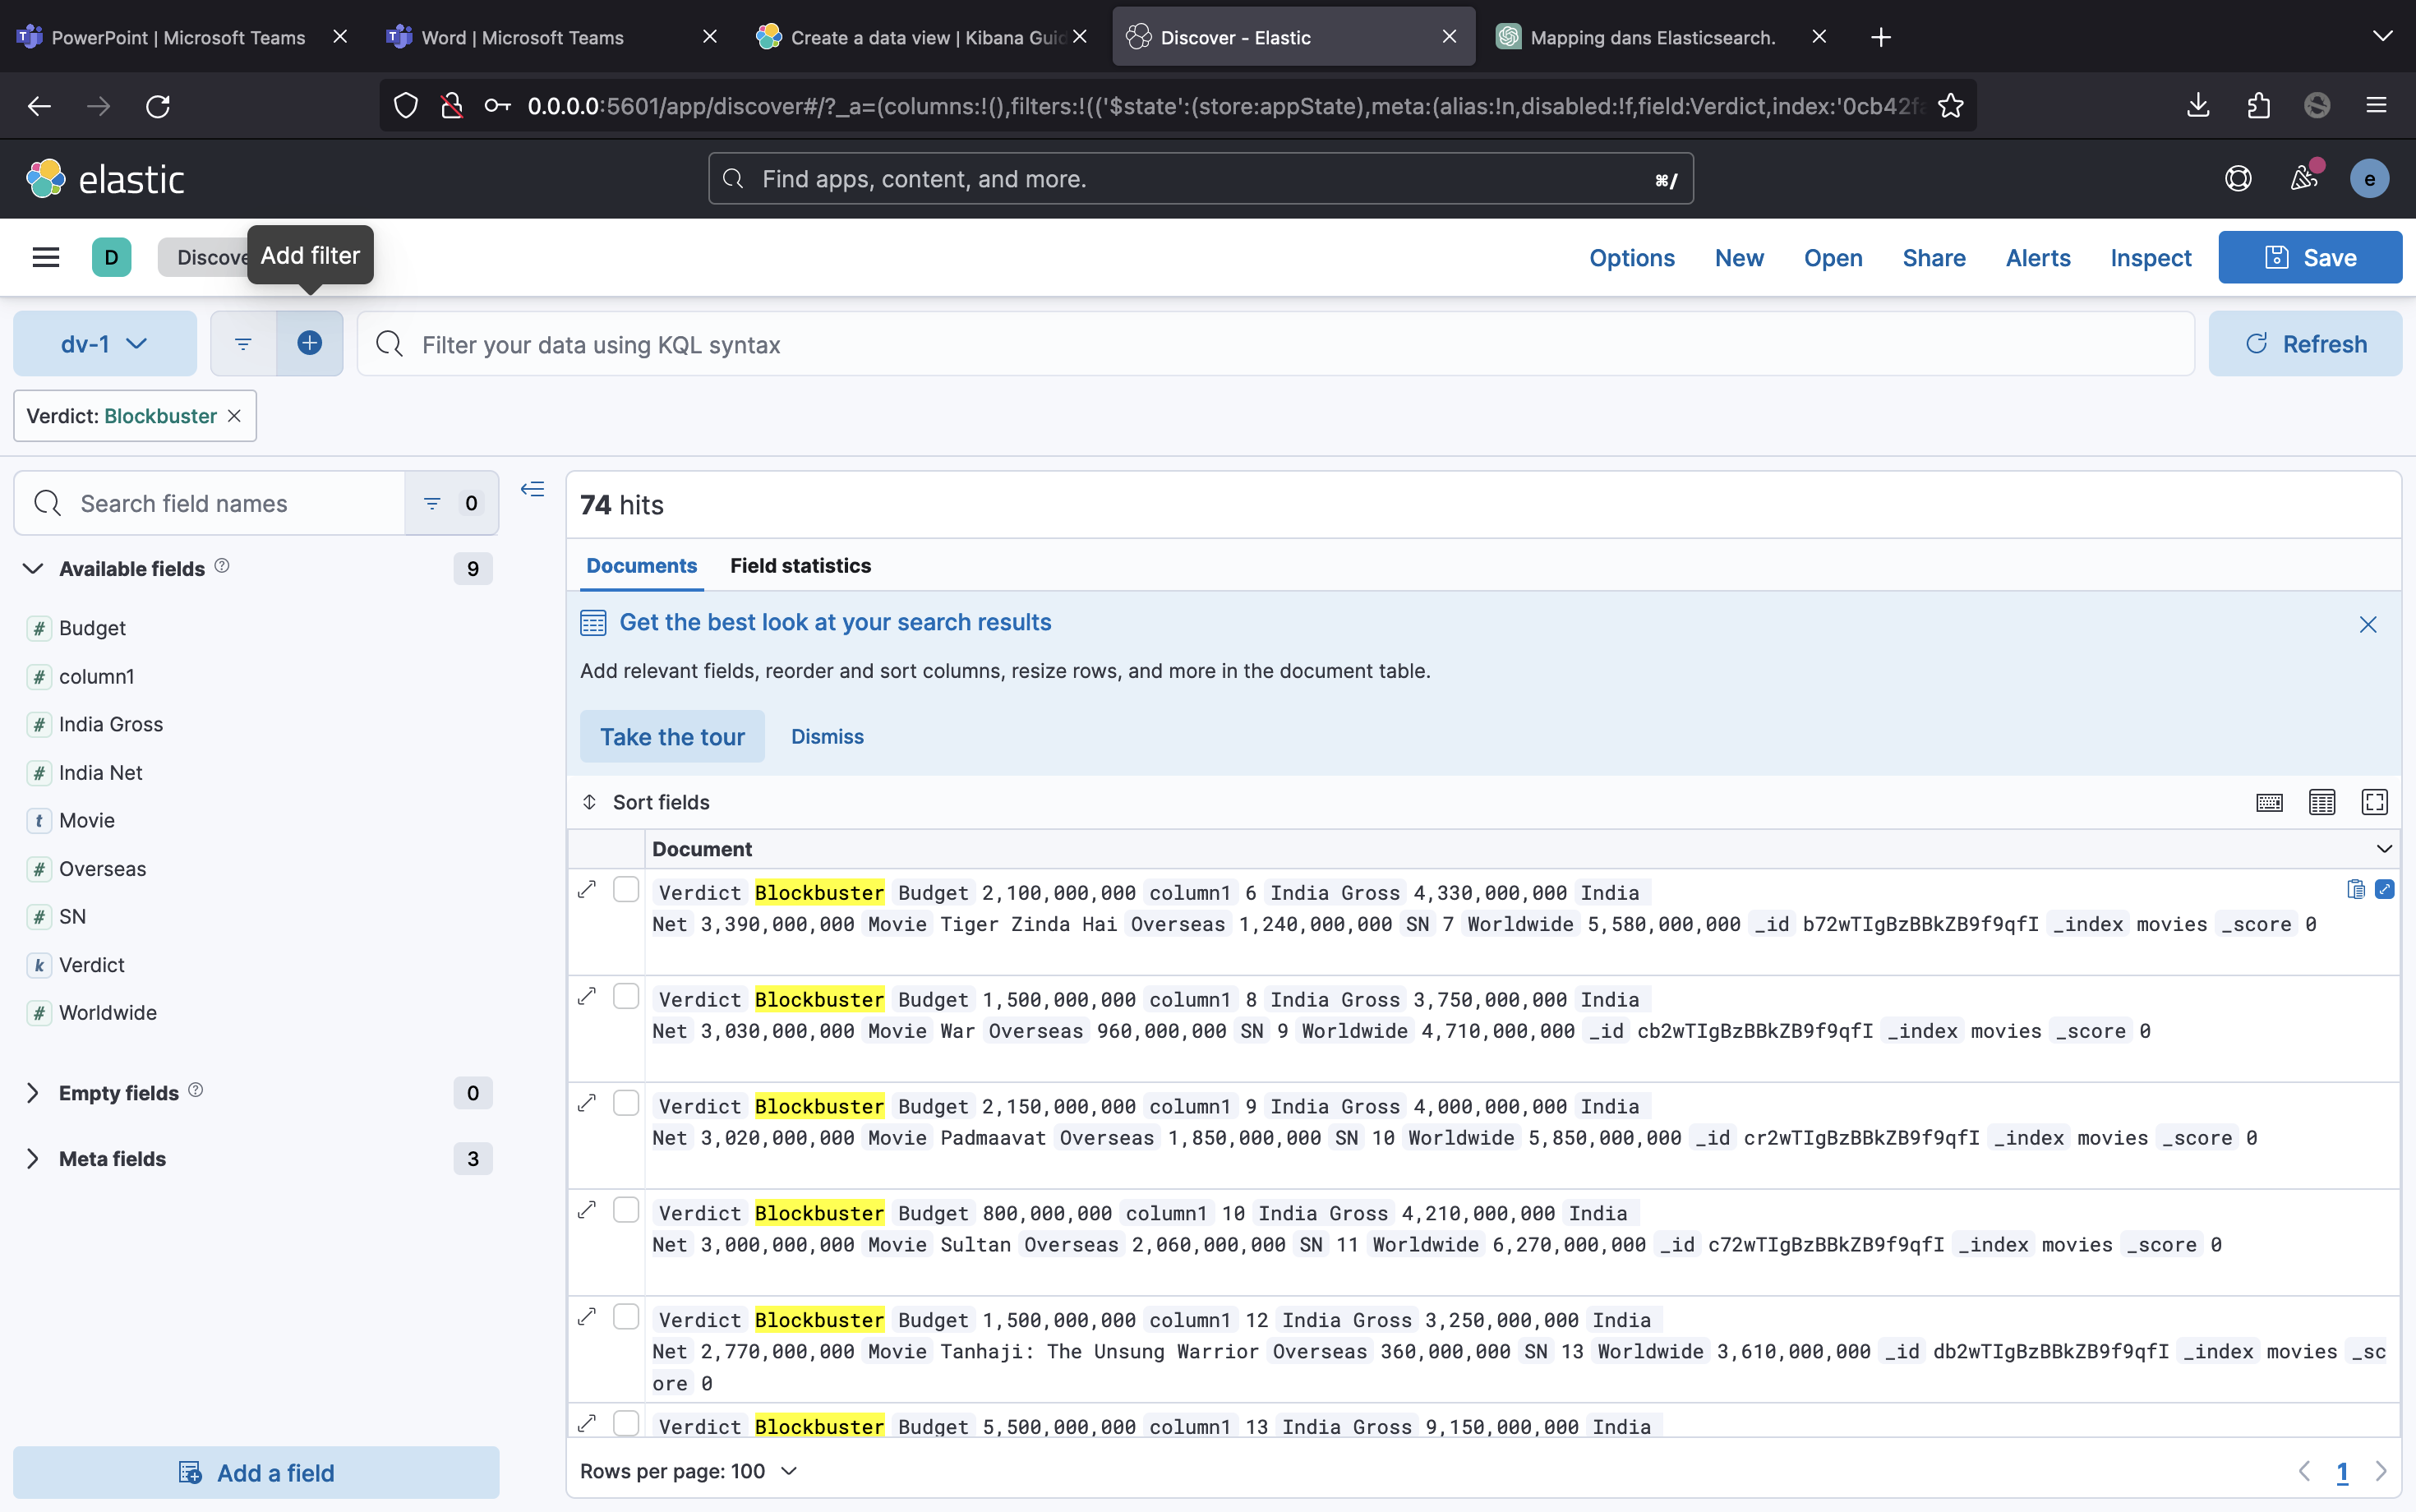 PowerPoint | Microsoft Teams
Word | Microsoft Teams
Create a data view | Kibana Guid
Discover - Elastic
Mapping dans Elasticsearch.
0.0.0.0:5601/app/discover#/?_a=(columns:!(),filters:!(('$state':(store:appState),meta:(alias:!n,disabled:!f,field:Verdict,index:'0cb42fa
elastic
Find apps, content, and more.
⌘/
e
D
Discove
Add filter
Options
New
Open
Share
Alerts
Inspect
Save
dv-1
Filter your data using KQL syntax
Refresh
Verdict: Blockbuster
Search field names
0
74 hits
Available fields
9
Documents
Field statistics
Get the best look at your search results
Add relevant fields, reorder and sort columns, resize rows, and more in the document table.
Take the tour
Dismiss
# Budget
# column1
# India Gross
# India Net
t Movie
# Overseas
# SN
k Verdict
# Worldwide
Empty fields
0
Meta fields
3
Add a field
Sort fields
Document
Verdict Blockbuster Budget 2,100,000,000 column1 6 India Gross 4,330,000,000 India
Net 3,390,000,000 Movie Tiger Zinda Hai Overseas 1,240,000,000 SN 7 Worldwide 5,580,000,000 _id b72wTIgBzBBkZB9f9qfI _index movies _score 0
Verdict Blockbuster Budget 1,500,000,000 column1 8 India Gross 3,750,000,000 India
Net 3,030,000,000 Movie War Overseas 960,000,000 SN 9 Worldwide 4,710,000,000 _id cb2wTIgBzBBkZB9f9qfI _index movies _score 0
Verdict Blockbuster Budget 2,150,000,000 column1 9 India Gross 4,000,000,000 India
Net 3,020,000,000 Movie Padmaavat Overseas 1,850,000,000 SN 10 Worldwide 5,850,000,000 _id cr2wTIgBzBBkZB9f9qfI _index movies _score 0
Verdict Blockbuster Budget 800,000,000 column1 10 India Gross 4,210,000,000 India
Net 3,000,000,000 Movie Sultan Overseas 2,060,000,000 SN 11 Worldwide 6,270,000,000 _id c72wTIgBzBBkZB9f9qfI _index movies _score 0
Verdict Blockbuster Budget 1,500,000,000 column1 12 India Gross 3,250,000,000 India
Net 2,770,000,000 Movie Tanhaji: The Unsung Warrior Overseas 360,000,000 SN 13 Worldwide 3,610,000,000 _id db2wTIgBzBBkZB9f9qfI _index movies _sc
ore 0
Verdict Blockbuster Budget 5,500,000,000 column1 13 India Gross 9,150,000,000 India
Rows per page: 100
1